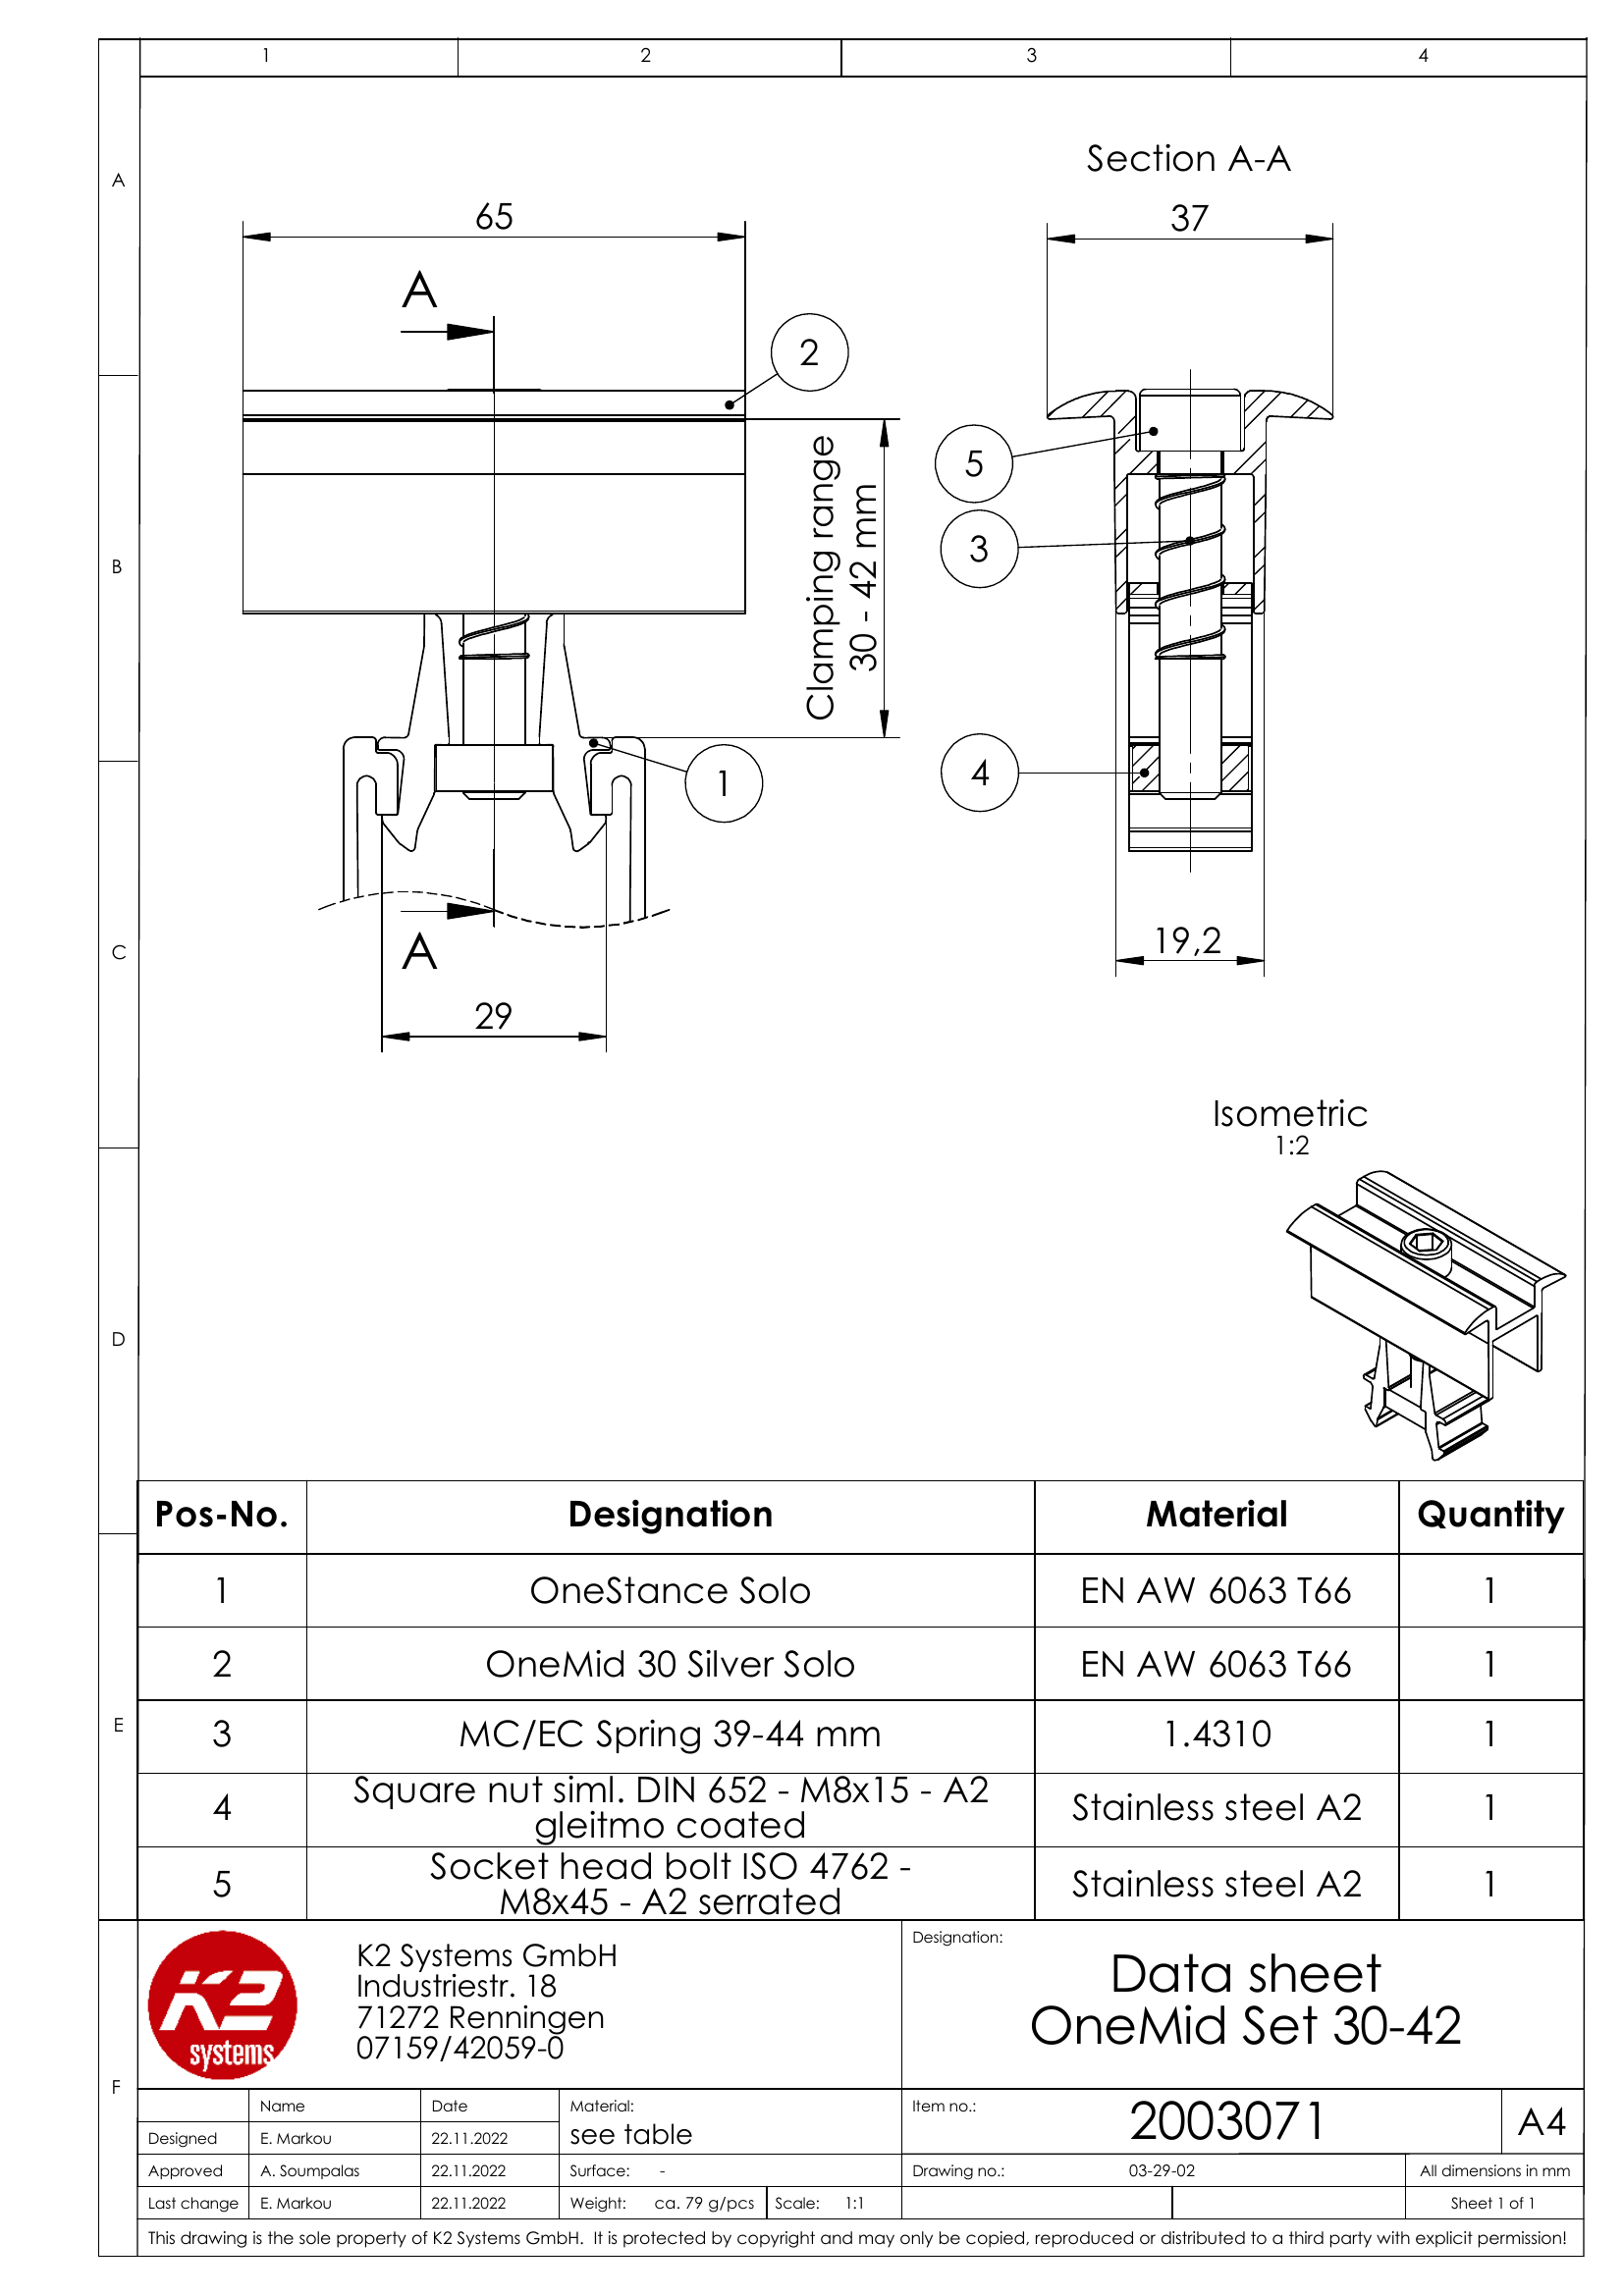 1 2 3 4
A
B
C
D
E
F
Section A-A
65
37
A
2
5
3
Clamping range
30 - 42 mm
1
4
A
19,2
29
Isometric
1:2
Pos-No. Designation Material Quantity
1 OneStance Solo EN AW 6063 T66 1
2 OneMid 30 Silver Solo EN AW 6063 T66 1
3 MC/EC Spring 39-44 mm 1.4310 1
4 Square nut siml. DIN 652 - M8x15 - A2
gleitmo coated Stainless steel A2 1
5 Socket head bolt ISO 4762 -
M8x45 - A2 serrated Stainless steel A2 1
K2
systems
K2 Systems GmbH
Industriestr. 18
71272 Renningen
07159/42059-0
Designation:
Data sheet
OneMid Set 30-42
Name Date Material: see table
Item no.: 2003071 A4
Designed E. Markou 22.11.2022
Approved A. Soumpalas 22.11.2022 Surface: - Drawing no.: 03-29-02 All dimensions in mm
Last change E. Markou 22.11.2022 Weight: ca. 79 g/pcs Scale: 1:1 Sheet 1 of 1
This drawing is the sole property of K2 Systems GmbH. It is protected by copyright and may only be copied, reproduced or distributed to a third party with explicit permission!